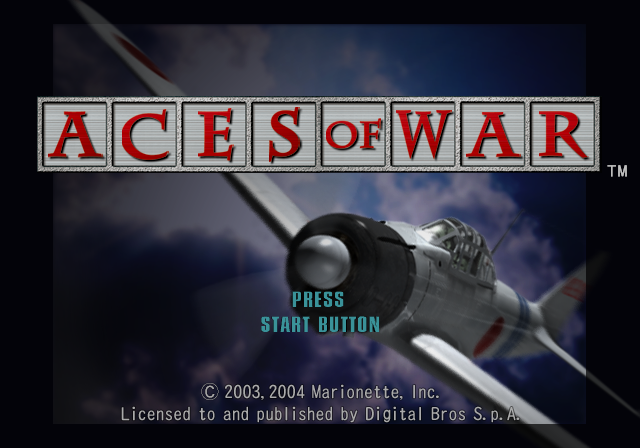 ACES OF WAR
TM
PRESS
START BUTTON
© 2003, 2004 Marionette, Inc.
Licensed to and published by Digital Bros S.p.A.